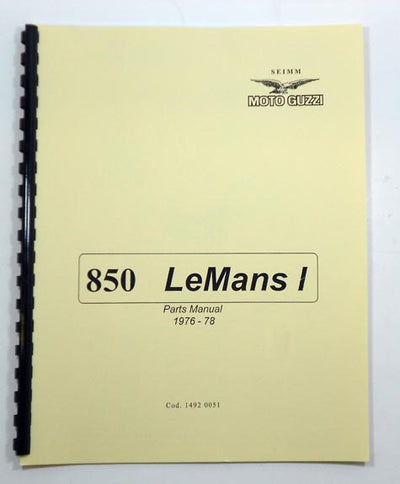 SEIMM
MOTO GUZZI
850 LeMans I
Parts Manual
1976 - 78
Cod. 1492 0051